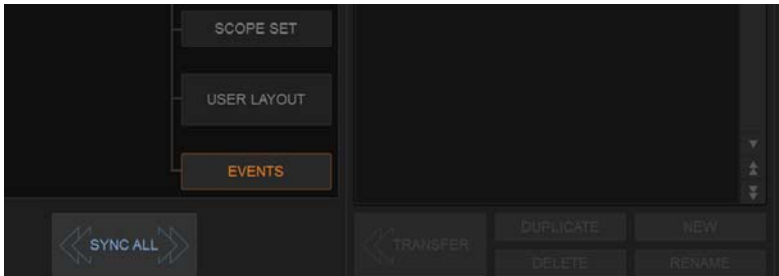 SCOPE SET
USER LAYOUT
EVENTS
SYNC ALL
TRANSFER
DUPLICATE NEW
DELETE RENAME